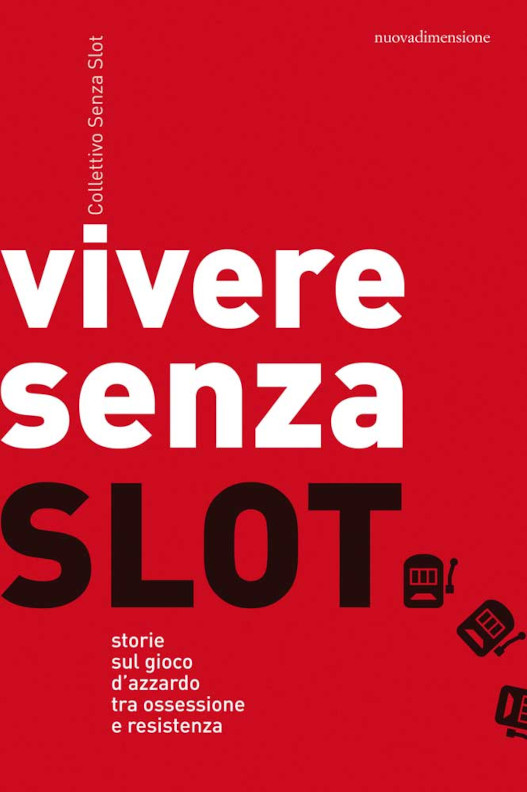 nuovadimensione
Collettivo Senza Slot
vivere
senza
SLOT
storie
sul gioco
d'azzardo
tra ossessione
e resistenza